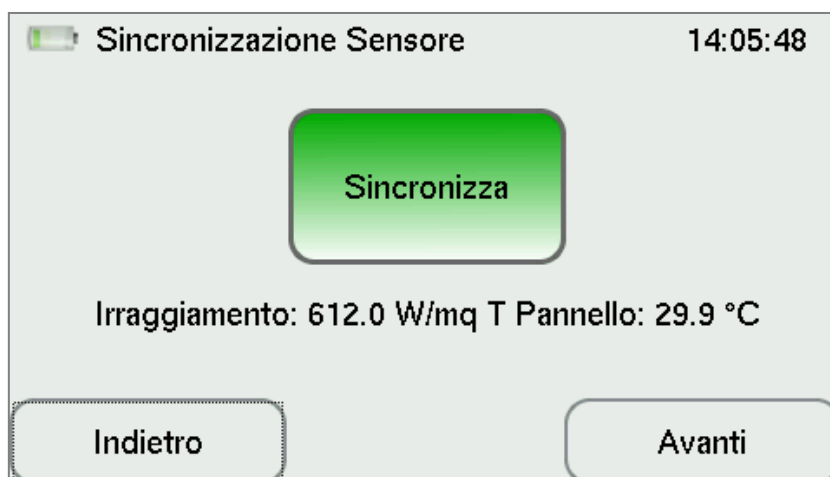 Sincronizzazione Sensore 14:05:48
Sincronizza
Irraggiamento: 612.0 W/mq T Pannello: 29.9 °C
Indietro Avanti